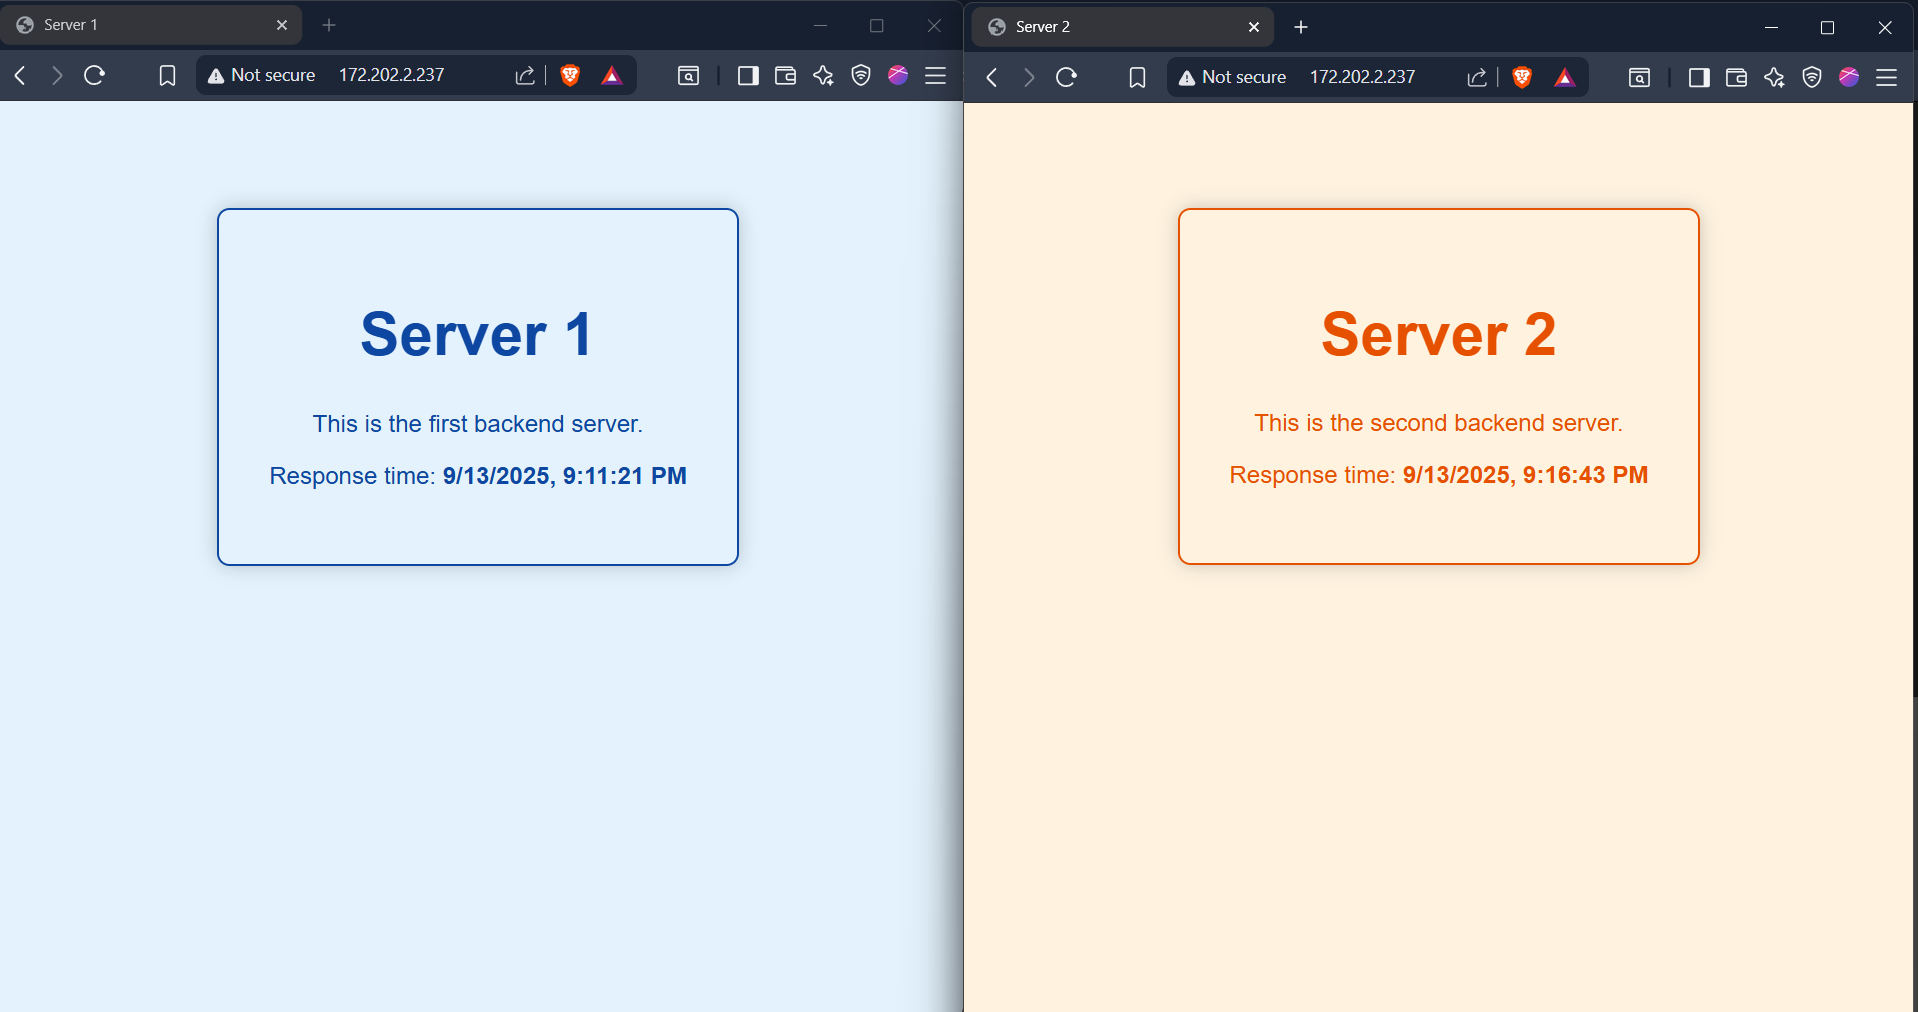 Server 1
Not secure 172.202.2.237
Server 1
This is the first backend server.
Response time: 9/13/2025, 9:11:21 PM
Server 2
Not secure 172.202.2.237
Server 2
This is the second backend server.
Response time: 9/13/2025, 9:16:43 PM